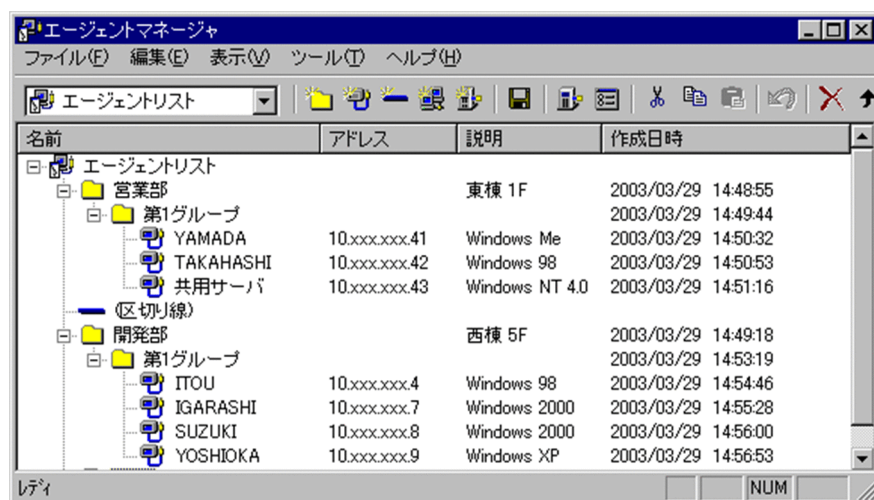 エージェントマネージャ
ファイル(F) 編集(E) 表示(V) ツール(T) ヘルプ(H)
エージェントリスト
名前 アドレス 説明 作成日時
エージェントリスト
営業部 東棟 1F 2003/03/29 14:48:55
第1グループ 2003/03/29 14:49:44
YAMADA 10.xxx.xxx.41 Windows Me 2003/03/29 14:50:32
TAKAHASHI 10.xxx.xxx.42 Windows 98 2003/03/29 14:50:53
共用サーバ 10.xxx.xxx.43 Windows NT 4.0 2003/03/29 14:51:16
(区切り線)
開発部 西棟 5F 2003/03/29 14:49:18
第1グループ 2003/03/29 14:53:19
ITOU 10.xxx.xxx.4 Windows 98 2003/03/29 14:54:46
IGARASHI 10.xxx.xxx.7 Windows 2000 2003/03/29 14:55:28
SUZUKI 10.xxx.xxx.8 Windows 2000 2003/03/29 14:56:00
YOSHIOKA 10.xxx.xxx.9 Windows XP 2003/03/29 14:56:53
ﾚﾃﾞｨ NUM